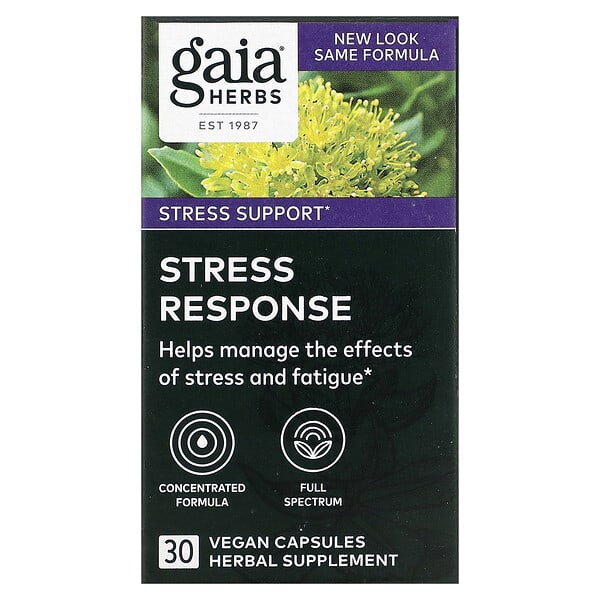 gaia®
HERBS
EST 1987
NEW LOOK
SAME FORMULA
STRESS SUPPORT*
STRESS
RESPONSE
Helps manage the effects
of stress and fatigue*
CONCENTRATED
FORMULA
FULL
SPECTRUM
30 VEGAN CAPSULES
HERBAL SUPPLEMENT